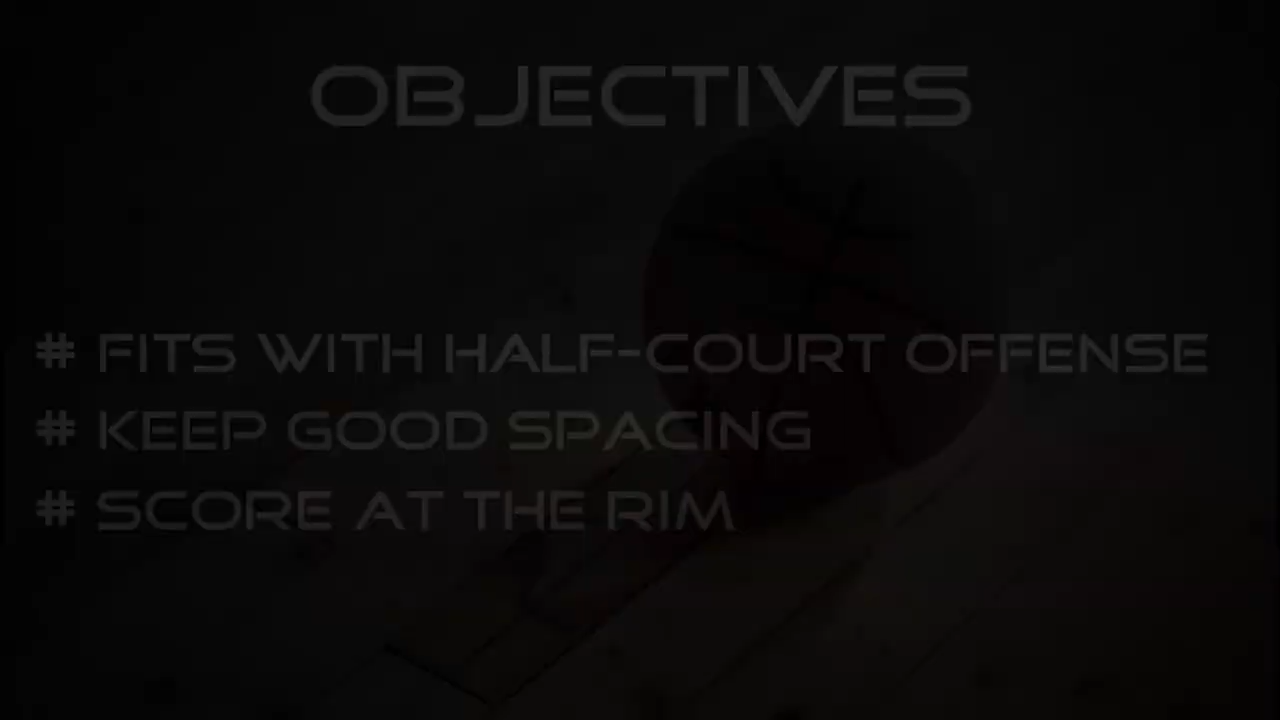 OBJECTIVES
# FITS WITH HALF-COURT OFFENSE
# KEEP GOOD SPACING
# SCORE AT THE RIM